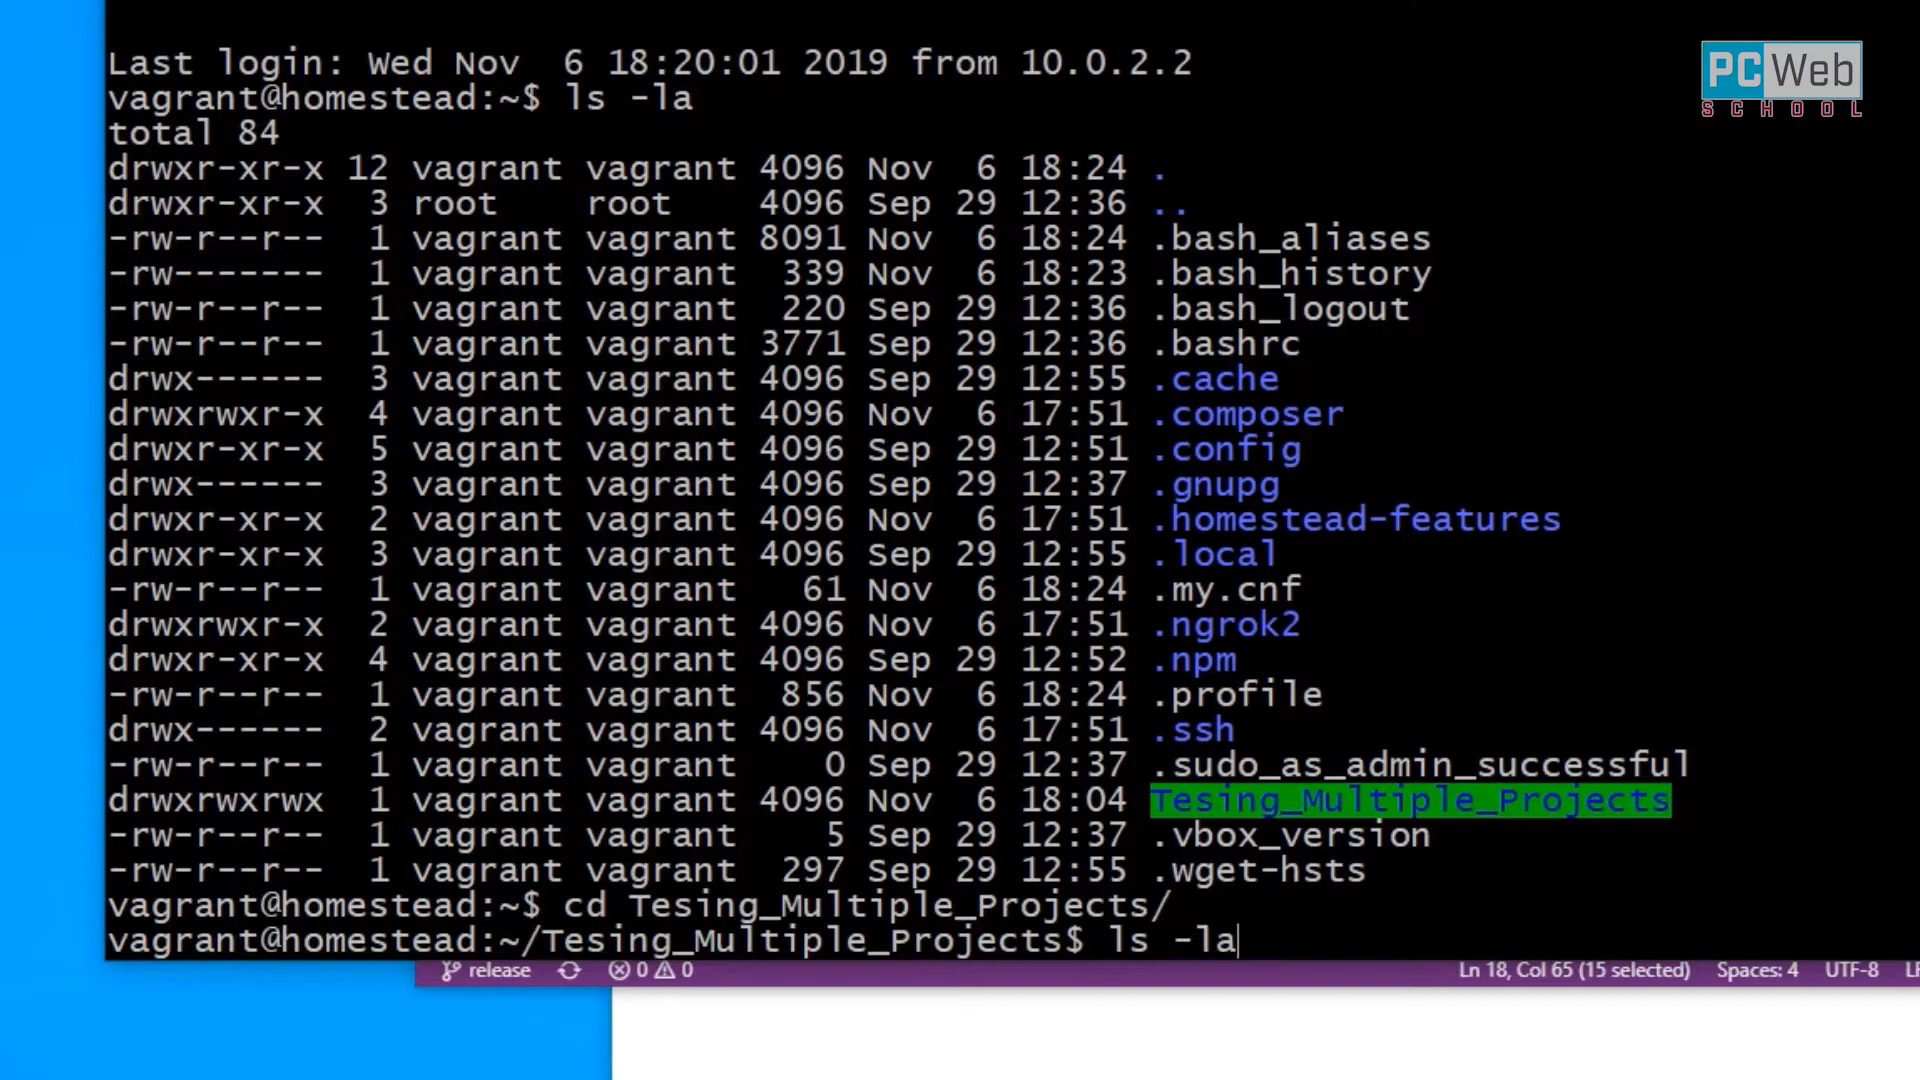 PCWeb
SCHOOL
Last login: Wed Nov  6 18:20:01 2019 from 10.0.2.2
vagrant@homestead:~$ ls -la
total 84
drwxr-xr-x 12 vagrant vagrant 4096 Nov  6 18:24 .
drwxr-xr-x  3 root    root    4096 Sep 29 12:36 ..
-rw-r--r--  1 vagrant vagrant 8091 Nov  6 18:24 .bash_aliases
-rw-------  1 vagrant vagrant  339 Nov  6 18:23 .bash_history
-rw-r--r--  1 vagrant vagrant  220 Sep 29 12:36 .bash_logout
-rw-r--r--  1 vagrant vagrant 3771 Sep 29 12:36 .bashrc
drwx------  3 vagrant vagrant 4096 Sep 29 12:55 .cache
drwxrwxr-x  4 vagrant vagrant 4096 Nov  6 17:51 .composer
drwxr-xr-x  5 vagrant vagrant 4096 Sep 29 12:51 .config
drwx------  3 vagrant vagrant 4096 Sep 29 12:37 .gnupg
drwxr-xr-x  2 vagrant vagrant 4096 Nov  6 17:51 .homestead-features
drwxr-xr-x  3 vagrant vagrant 4096 Sep 29 12:55 .local
-rw-r--r--  1 vagrant vagrant   61 Nov  6 18:24 .my.cnf
drwxrwxr-x  2 vagrant vagrant 4096 Nov  6 17:51 .ngrok2
drwxr-xr-x  4 vagrant vagrant 4096 Sep 29 12:52 .npm
-rw-r--r--  1 vagrant vagrant  856 Nov  6 18:24 .profile
drwx------  2 vagrant vagrant 4096 Nov  6 17:51 .ssh
-rw-r--r--  1 vagrant vagrant    0 Sep 29 12:37 .sudo_as_admin_successful
drwxrwxrwx  1 vagrant vagrant 4096 Nov  6 18:04 Tesing_Multiple_Projects
-rw-r--r--  1 vagrant vagrant    5 Sep 29 12:37 .vbox_version
-rw-r--r--  1 vagrant vagrant  297 Sep 29 12:55 .wget-hsts
vagrant@homestead:~$ cd Tesing_Multiple_Projects/
vagrant@homestead:~/Tesing_Multiple_Projects$ ls -la
release 0 0 Ln 18, Col 65 (15 selected) Spaces: 4 UTF-8